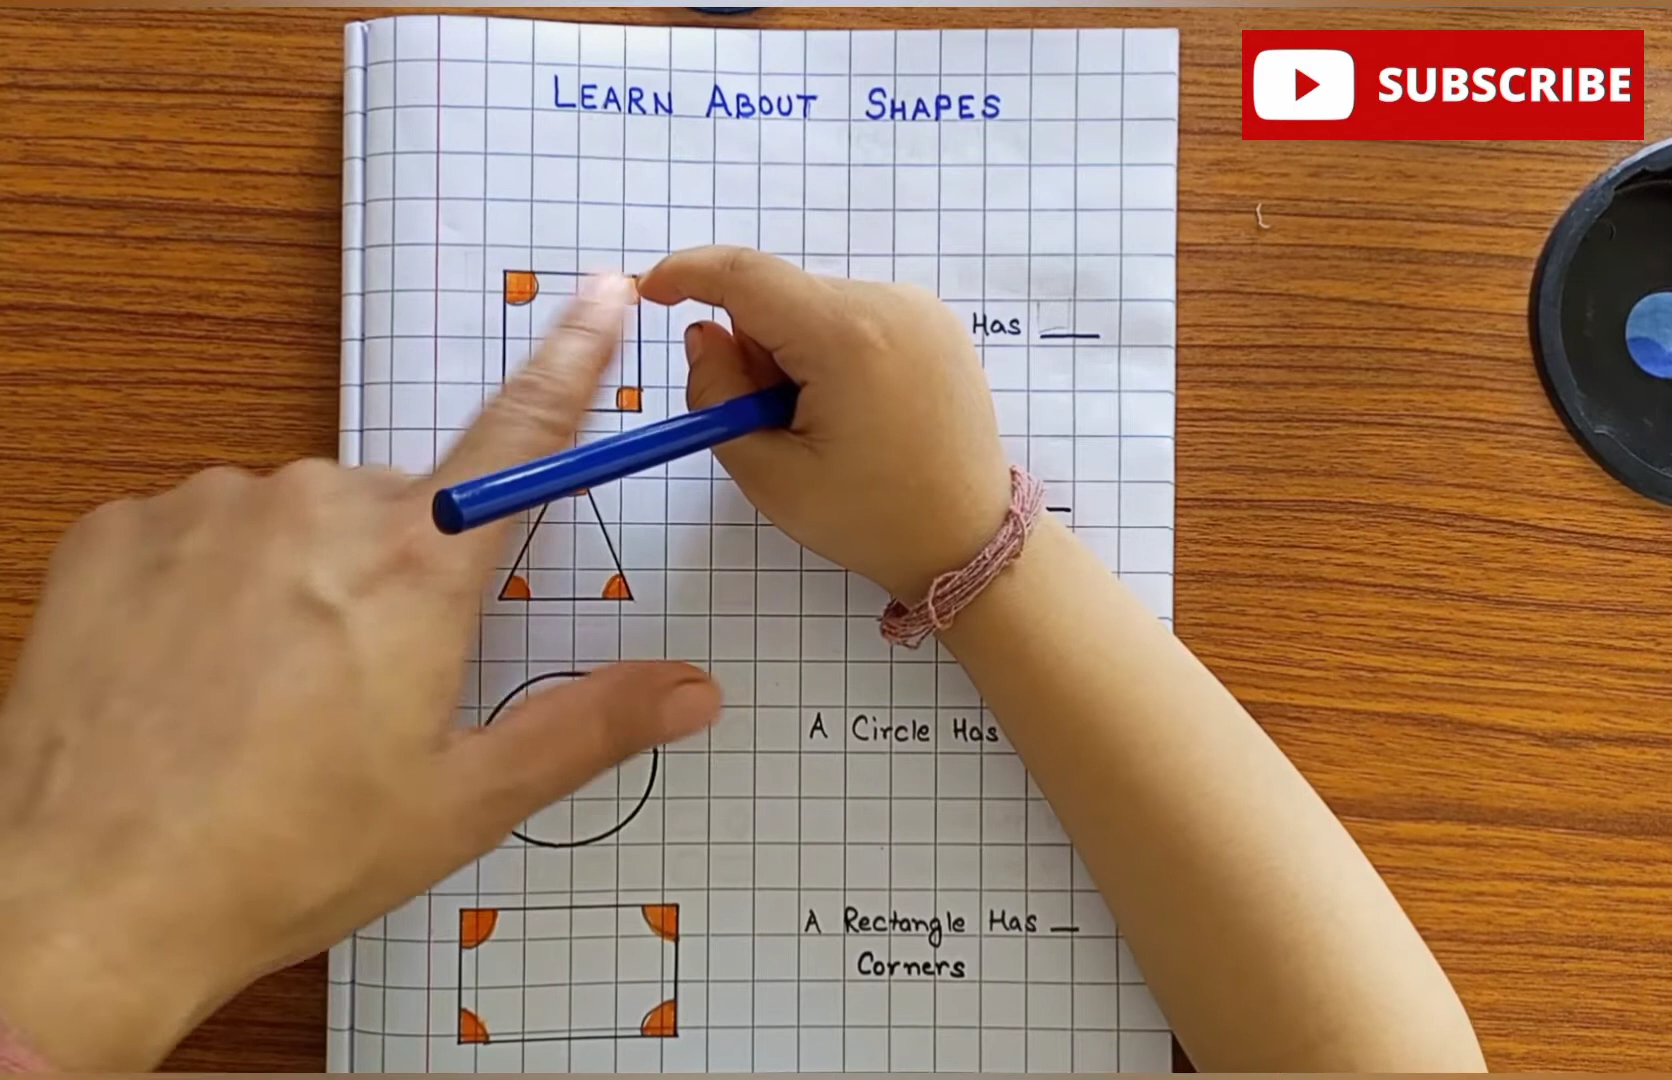 SUBSCRIBE
LEARN ABOUT SHAPES
Has
A Circle Has
A Rectangle Has
Corners